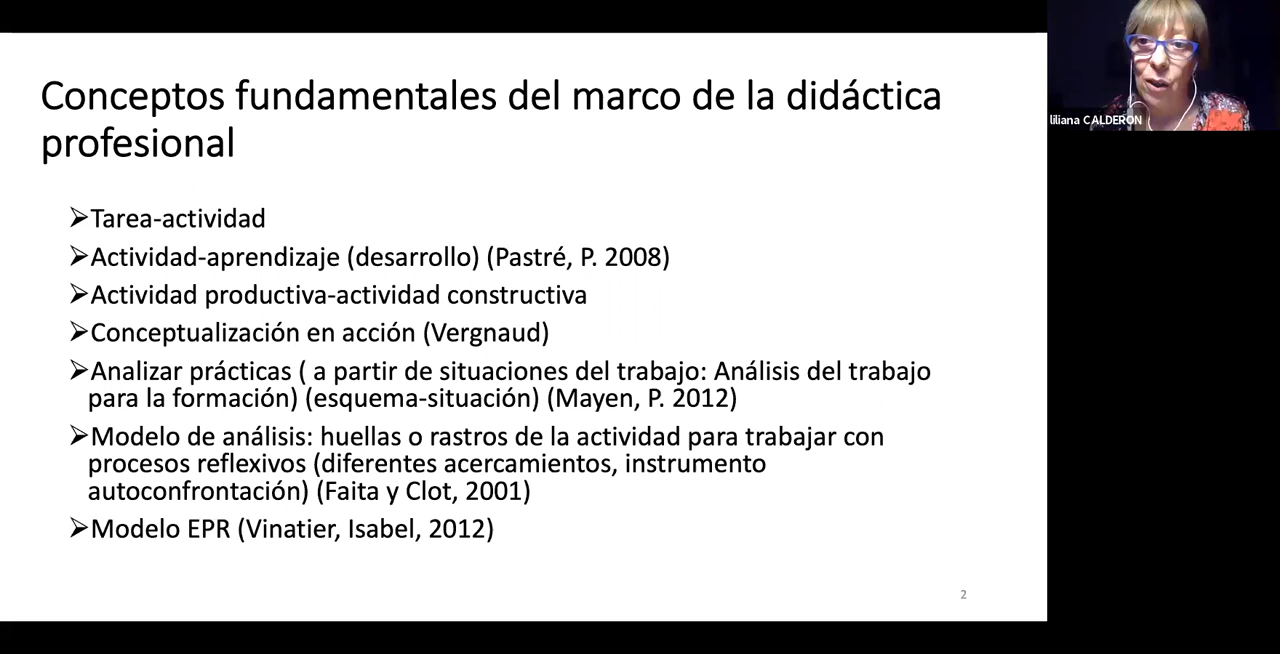 Conceptos fundamentales del marco de la didáctica
profesional
liliana CALDERON
➢Tarea-actividad
➢Actividad-aprendizaje (desarrollo) (Pastré, P. 2008)
➢Actividad productiva-actividad constructiva
➢Conceptualización en acción (Vergnaud)
➢Analizar prácticas ( a partir de situaciones del trabajo: Análisis del trabajo
para la formación) (esquema-situación) (Mayen, P. 2012)
➢Modelo de análisis: huellas o rastros de la actividad para trabajar con
procesos reflexivos (diferentes acercamientos, instrumento
autoconfrontación) (Faita y Clot, 2001)
➢Modelo EPR (Vinatier, Isabel, 2012)
2